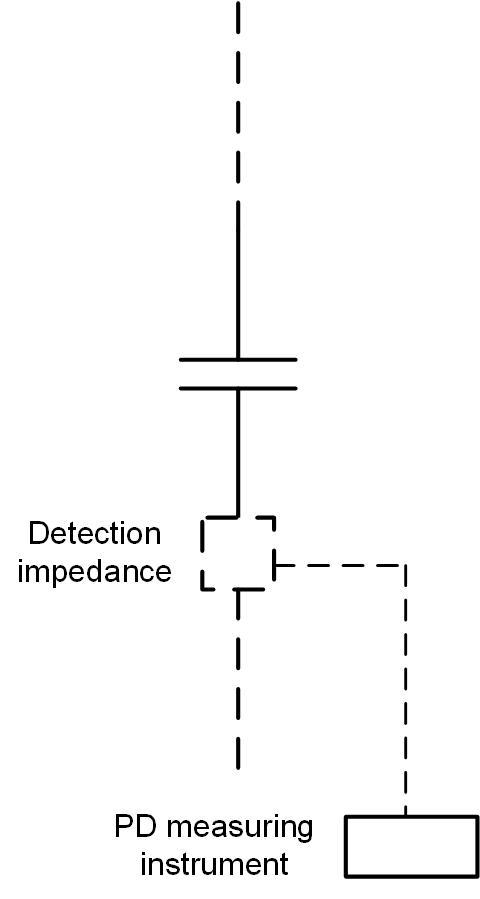 Detection
impedance
PD measuring
instrument